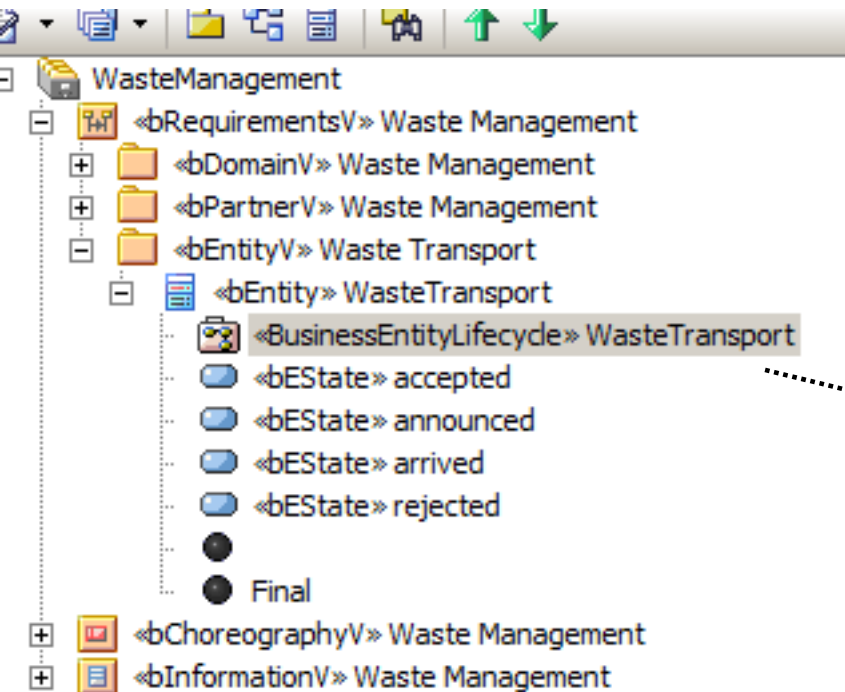 WasteManagement
«bRequirementsV» Waste Management
«bDomainV» Waste Management
«bPartnerV» Waste Management
«bEntityV» Waste Transport
«bEntity» WasteTransport
«BusinessEntityLifecycle» WasteTransport
«bEState» accepted
«bEState» announced
«bEState» arrived
«bEState» rejected
Final
«bChoreographyV» Waste Management
«bInformationV» Waste Management